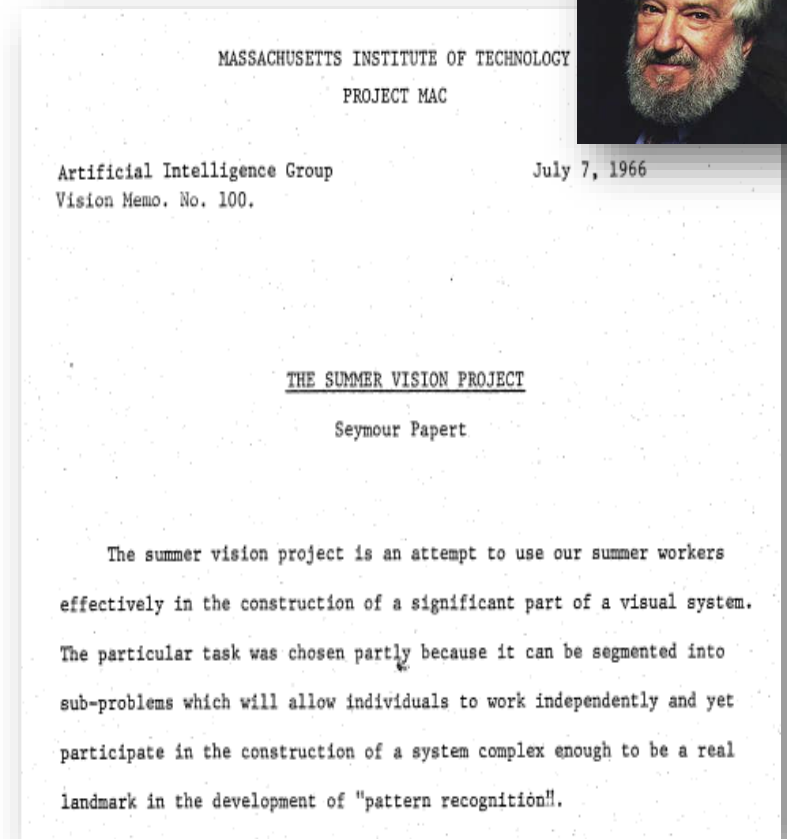 MASSACHUSETTS INSTITUTE OF TECHNOLOGY
PROJECT MAC
Artificial Intelligence Group July 7, 1966
Vision Memo. No. 100.
THE SUMMER VISION PROJECT
Seymour Papert
The summer vision project is an attempt to use our summer workers
effectively in the construction of a significant part of a visual system.
The particular task was chosen partly because it can be segmented into
sub-problems which will allow individuals to work independently and yet
participate in the construction of a system complex enough to be a real
landmark in the development of "pattern recognition".